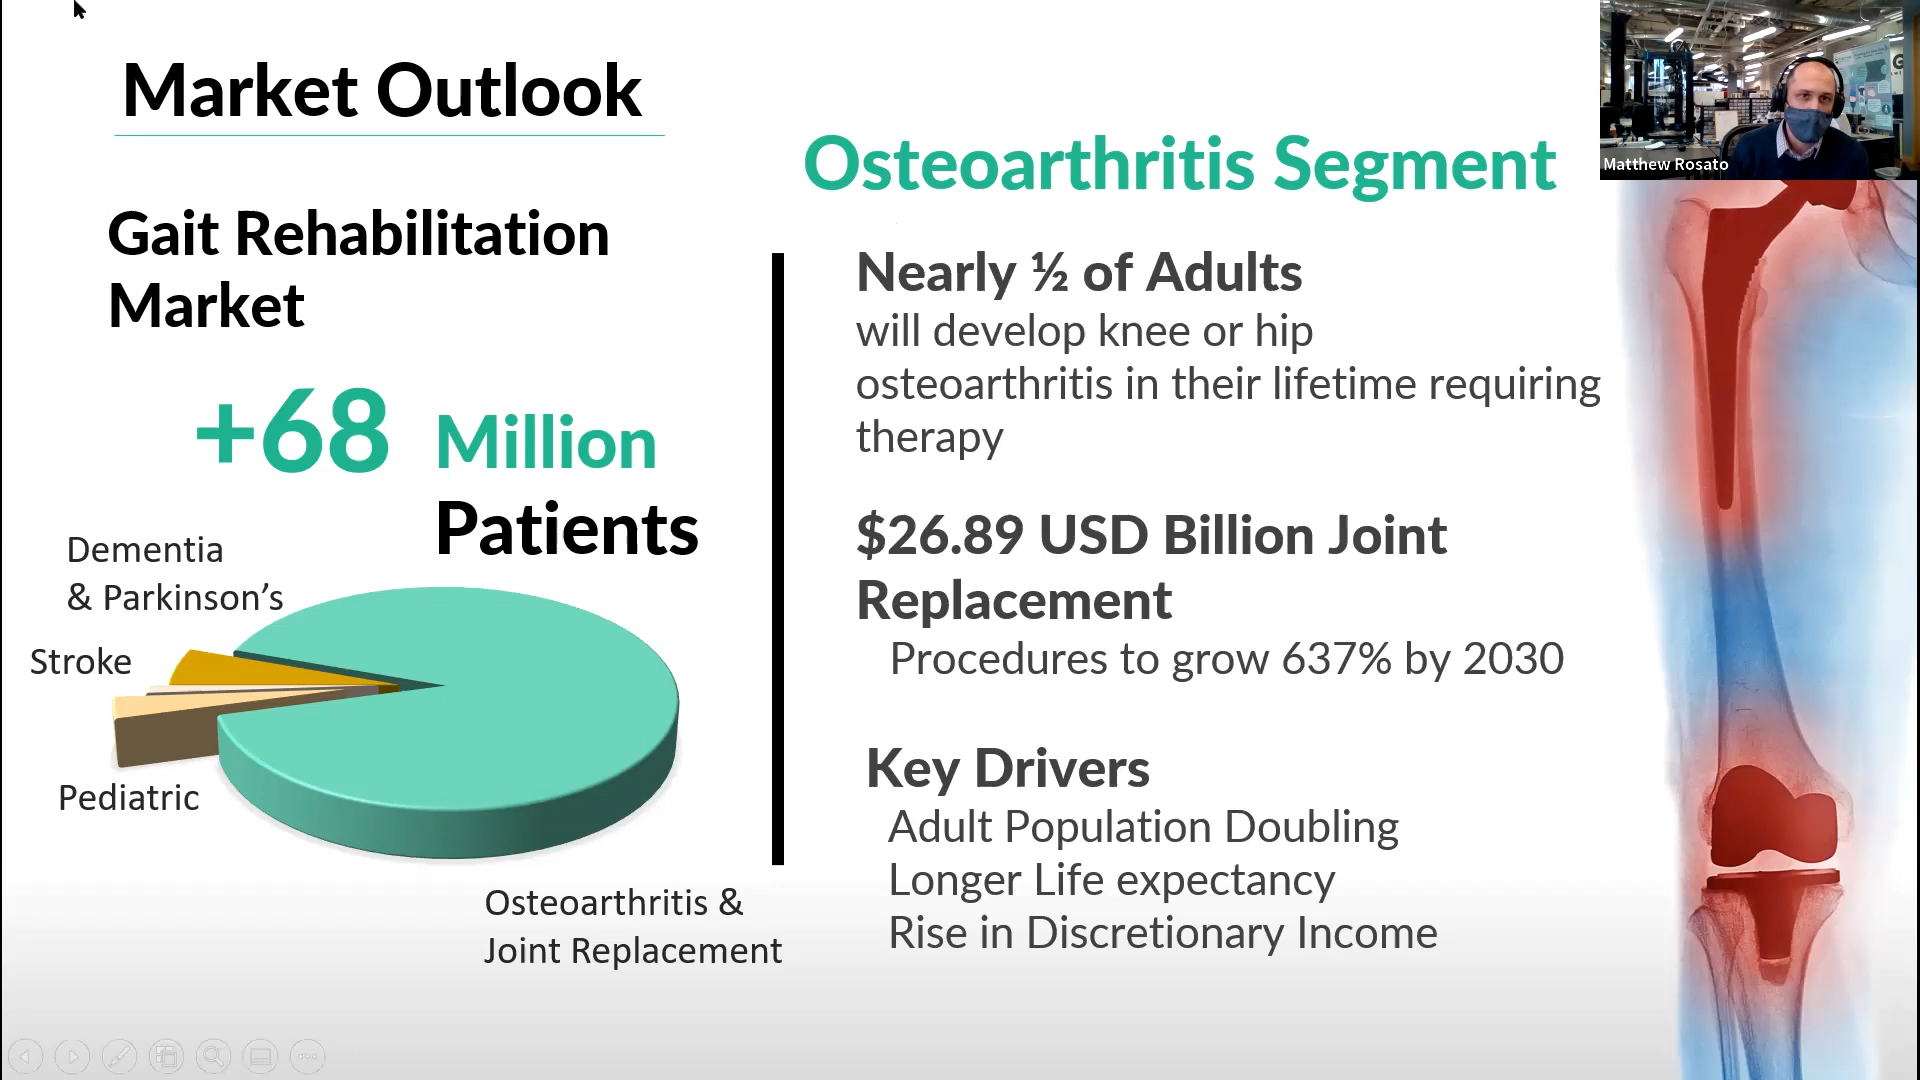 Market Outlook
Gait Rehabilitation
Market
+68 Million
Patients
Dementia
& Parkinson’s
Stroke
Pediatric
Osteoarthritis &
Joint Replacement
Osteoarthritis Segment
Nearly ½ of Adults
will develop knee or hip
osteoarthritis in their lifetime requiring
therapy
$26.89 USD Billion Joint
Replacement
Procedures to grow 637% by 2030
Key Drivers
Adult Population Doubling
Longer Life expectancy
Rise in Discretionary Income
Matthew Rosato